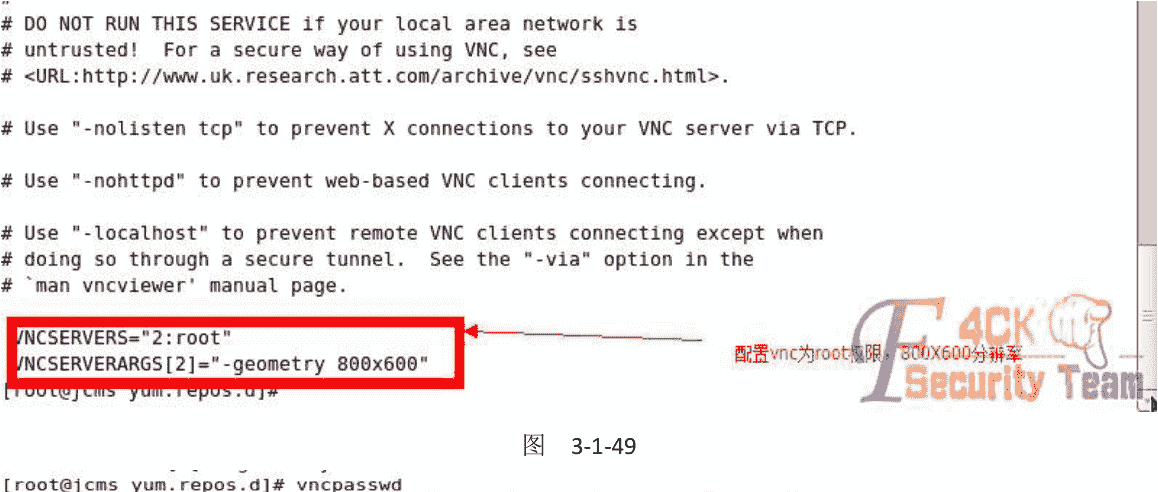 # DO NOT RUN THIS SERVICE if your local area network is
# untrusted!  For a secure way of using VNC, see
# <URL:http://www.uk.research.att.com/archive/vnc/sshvnc.html>.
# Use "-nolisten tcp" to prevent X connections to your VNC server via TCP.
# Use "-nohttpd" to prevent web-based VNC clients connecting.
# Use "-localhost" to prevent remote VNC clients connecting except when
# doing so through a secure tunnel.  See the "-via" option in the
# `man vncviewer' manual page.
VNCSERVERS="2:root"
VNCSERVERARGS[2]="-geometry 800x600"
配置vnc为root权限，800X600分辨率
F4CK
Security Team
[root@jcms yum.repos.d]#
图 3-1-49
[root@jcms yum.repos.d]# vncpasswd